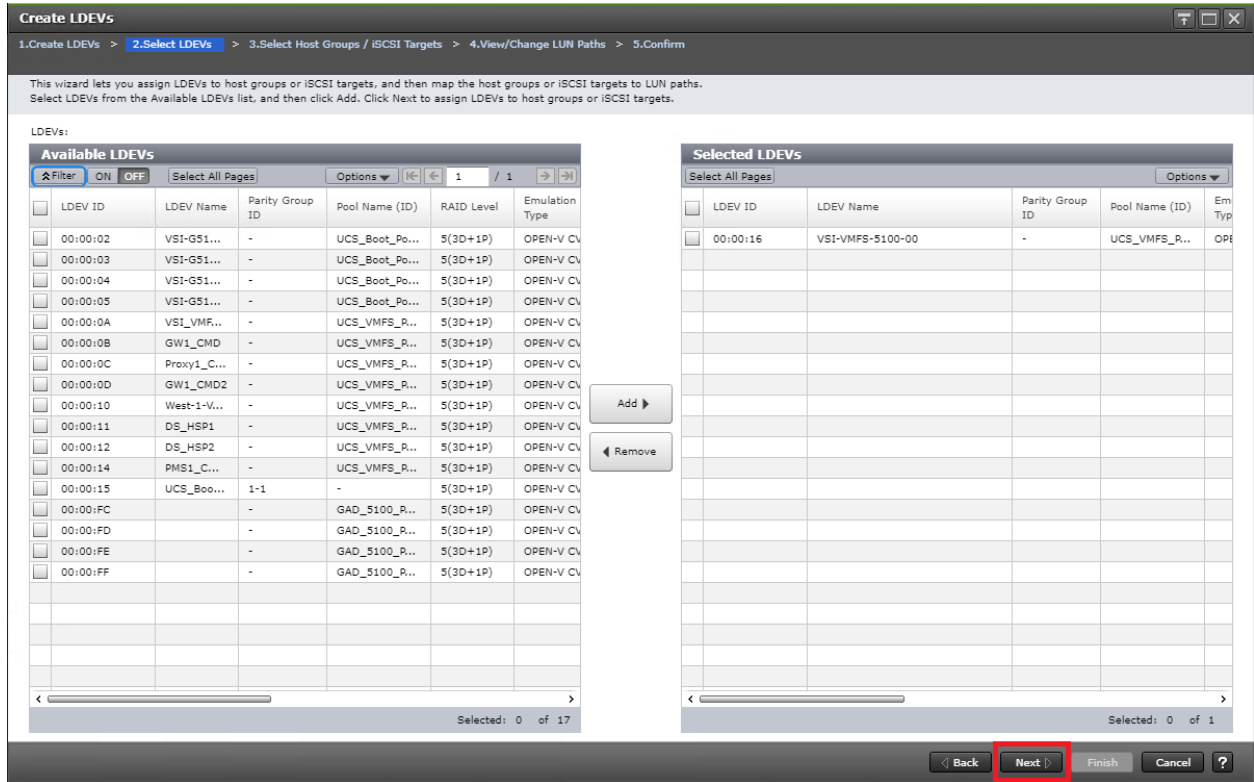 Create LDEVs
1.Create LDEVs > 2.Select LDEVs > 3.Select Host Groups / iSCSI Targets > 4.View/Change LUN Paths > 5.Confirm
This wizard lets you assign LDEVs to host groups or iSCSI targets, and then map the host groups or iSCSI targets to LUN paths.
Select LDEVs from the Available LDEVs list, and then click Add. Click Next to assign LDEVs to host groups or iSCSI targets.
LDEVs:
Available LDEVs
Filter ON OFF Select All Pages Options 1 / 1
LDEV ID LDEV Name Parity Group ID Pool Name (ID) RAID Level Emulation Type
00:00:02 VSI-G51... - UCS_Boot_Po... 5(3D+1P) OPEN-V CV
00:00:03 VSI-G51... - UCS_Boot_Po... 5(3D+1P) OPEN-V CV
00:00:04 VSI-G51... - UCS_Boot_Po... 5(3D+1P) OPEN-V CV
00:00:05 VSI-G51... - UCS_Boot_Po... 5(3D+1P) OPEN-V CV
00:00:0A VSI_VMF... - UCS_VMFS_P... 5(3D+1P) OPEN-V CV
00:00:0B GW1_CMD - UCS_VMFS_P... 5(3D+1P) OPEN-V CV
00:00:0C Proxy1_C... - UCS_VMFS_P... 5(3D+1P) OPEN-V CV
00:00:0D GW1_CMD2 - UCS_VMFS_P... 5(3D+1P) OPEN-V CV
00:00:10 West-1-V... - UCS_VMFS_P... 5(3D+1P) OPEN-V CV
00:00:11 DS_HSP1 - UCS_VMFS_P... 5(3D+1P) OPEN-V CV
00:00:12 DS_HSP2 - UCS_VMFS_P... 5(3D+1P) OPEN-V CV
00:00:14 PMS1_C... - UCS_VMFS_P... 5(3D+1P) OPEN-V CV
00:00:15 UCS_Boo... 1-1 - 5(3D+1P) OPEN-V CV
00:00:FC - GAD_5100_P... 5(3D+1P) OPEN-V CV
00:00:FD - GAD_5100_P... 5(3D+1P) OPEN-V CV
00:00:FE - GAD_5100_P... 5(3D+1P) OPEN-V CV
00:00:FF - GAD_5100_P... 5(3D+1P) OPEN-V CV
Selected: 0 of 17
Add
Remove
Selected LDEVs
Select All Pages Options
LDEV ID LDEV Name Parity Group ID Pool Name (ID) Em Typ
00:00:16 VSI-VMFS-5100-00 - UCS_VMFS_P... OPE
Selected: 0 of 1
Back Next Finish Cancel ?